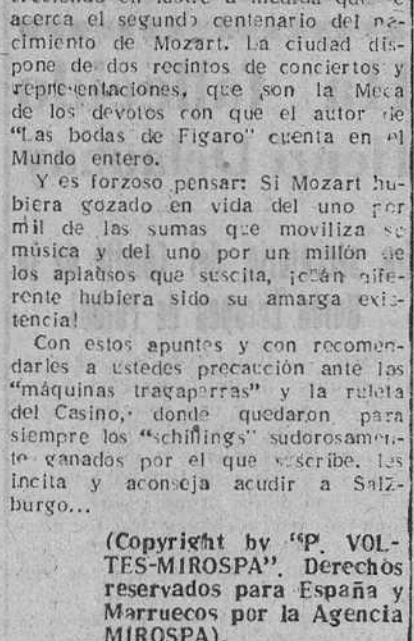 acerca el segundo centenario del na-
cimiento de Mozart. La ciudad dis-
pone de dos recintos de conciertos y
representaciones, que son la Meca
de los devotos con que el autor de
"Las bodas de Figaro" cuenta en el
Mundo entero.
Y es forzoso pensar: Si Mozart hu-
biera gozado en vida del uno por
mil de las sumas que moviliza su
música y del uno por un millón de
los aplausos que suscita, ¡cuán dife-
rente hubiera sido su amarga exis-
tencia!
Con estos apuntes y con recomen-
darles a ustedes precaución ante las
"máquinas tragaperras" y la ruleta
del Casino, donde quedaron para
siempre los "schillings" sudorosamen-
te ganados por el que suscribe, les
incita y aconseja acudir a Salz-
burgo...
(Copyright by "P. VOL-
TES-MIROSPA". Derechos
reservados para España y
Marruecos por la Agencia
MIROSPA)